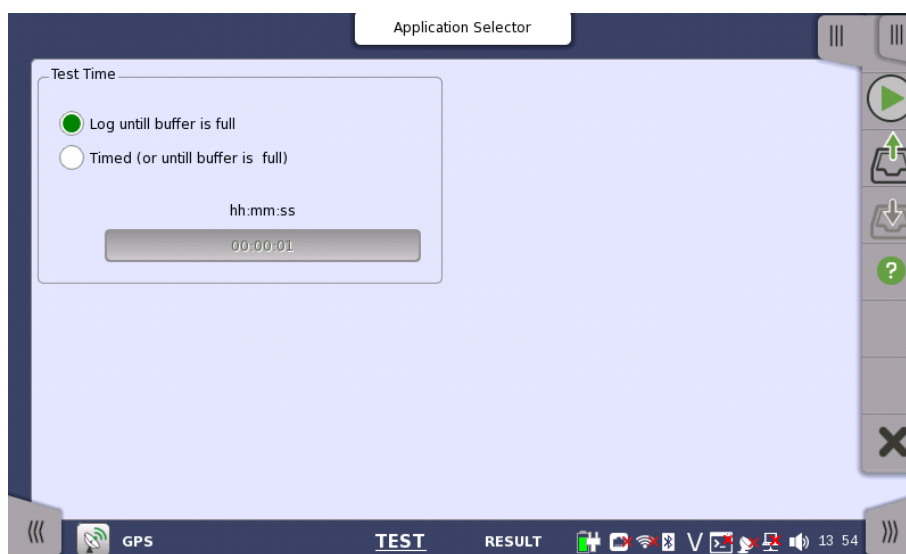 Application Selector
Test Time
Log untill buffer is full
Timed (or untill buffer is  full)
hh:mm:ss
00:00:01
GPS
TEST
RESULT
13 54